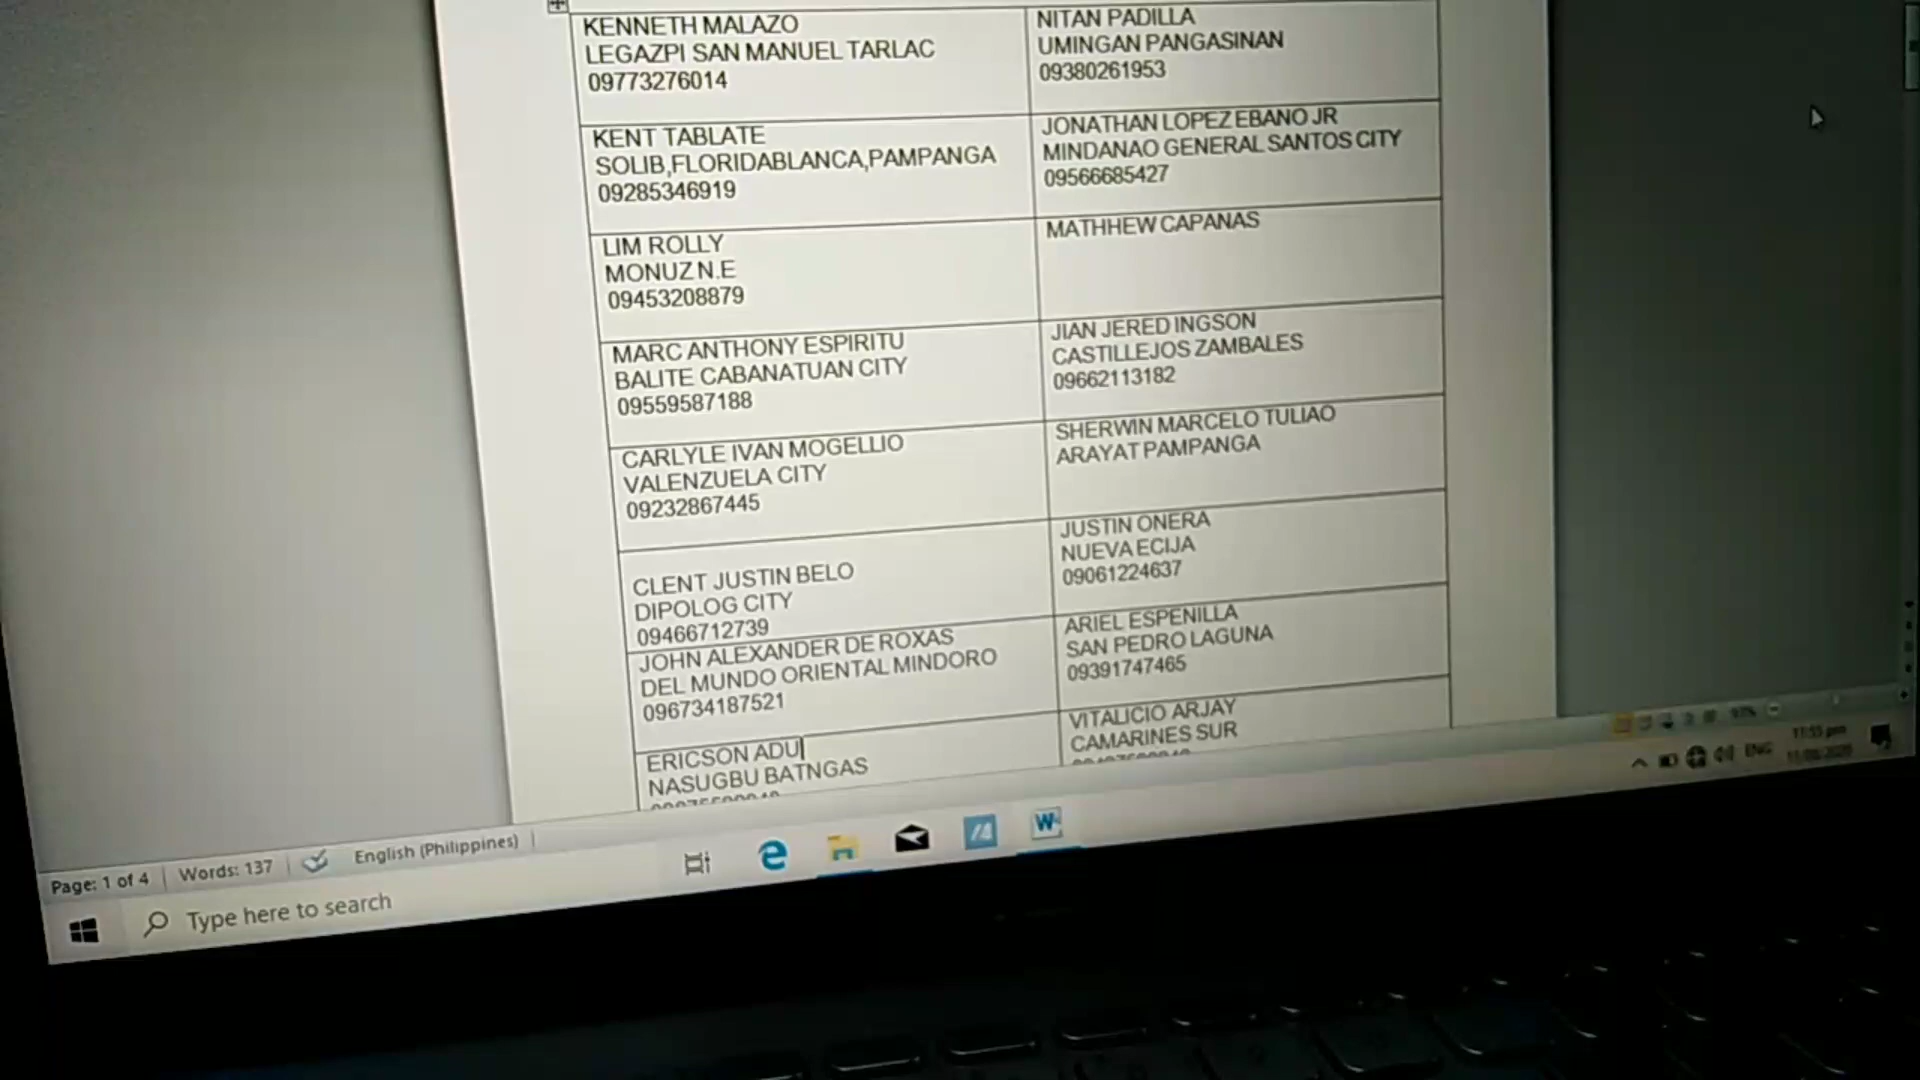 KENNETH MALAZO
LEGAZPI SAN MANUEL TARLAC
09773276014
NITAN PADILLA
UMINGAN PANGASINAN
09380261953
KENT TABLATE
SOLIB,FLORIDABLANCA,PAMPANGA
09285346919
JONATHAN LOPEZ EBANO JR
MINDANAO GENERAL SANTOS CITY
09566685427
LIM ROLLY
MONUZ N.E
09453208879
MATHHEW CAPANAS
MARC ANTHONY ESPIRITU
BALITE CABANATUAN CITY
09559587188
JIAN JERED INGSON
CASTILLEJOS ZAMBALES
09662113182
CARLYLE IVAN MOGELLIO
VALENZUELA CITY
09232867445
SHERWIN MARCELO TULIAO
ARAYAT PAMPANGA
CLENT JUSTIN BELO
DIPOLOG CITY
09466712739
JUSTIN ONERA
NUEVA ECIJA
09061224637
JOHN ALEXANDER DE ROXAS
DEL MUNDO ORIENTAL MINDORO
096734187521
ARIEL ESPENILLA
SAN PEDRO LAGUNA
09391747465
ERICSON ADU
NASUGBU BATNGAS
VITALICIO ARJAY
CAMARINES SUR
Page: 1 of 4
Words: 137
English (Philippines)
Type here to search
ENG
11:55 pm